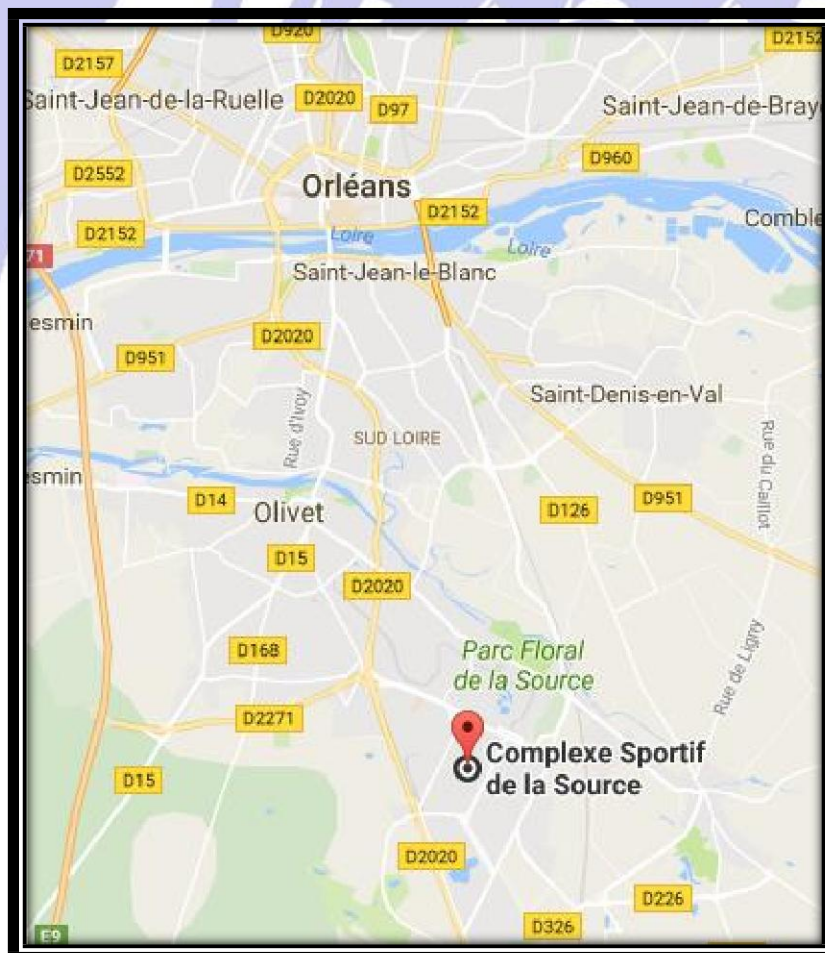 D920
D2152
D2157
Saint-Jean-de-la-Ruelle
D2020
D97
Saint-Jean-de-Bray
D960
D2552
Orléans
D2152
D2152
Loire
Loire
Comble
71
Saint-Jean-le-Blanc
esmin
D2020
D951
Saint-Denis-en-Val
Rue d'Ivoy
SUD LOIRE
Rue du Caillot
esmin
D14
Olivet
D126
D951
D15
D2020
D168
Parc Floral
de la Source
Rue de Ligny
D2271
Complexe Sportif
de la Source
D15
D2020
D226
D326
E9